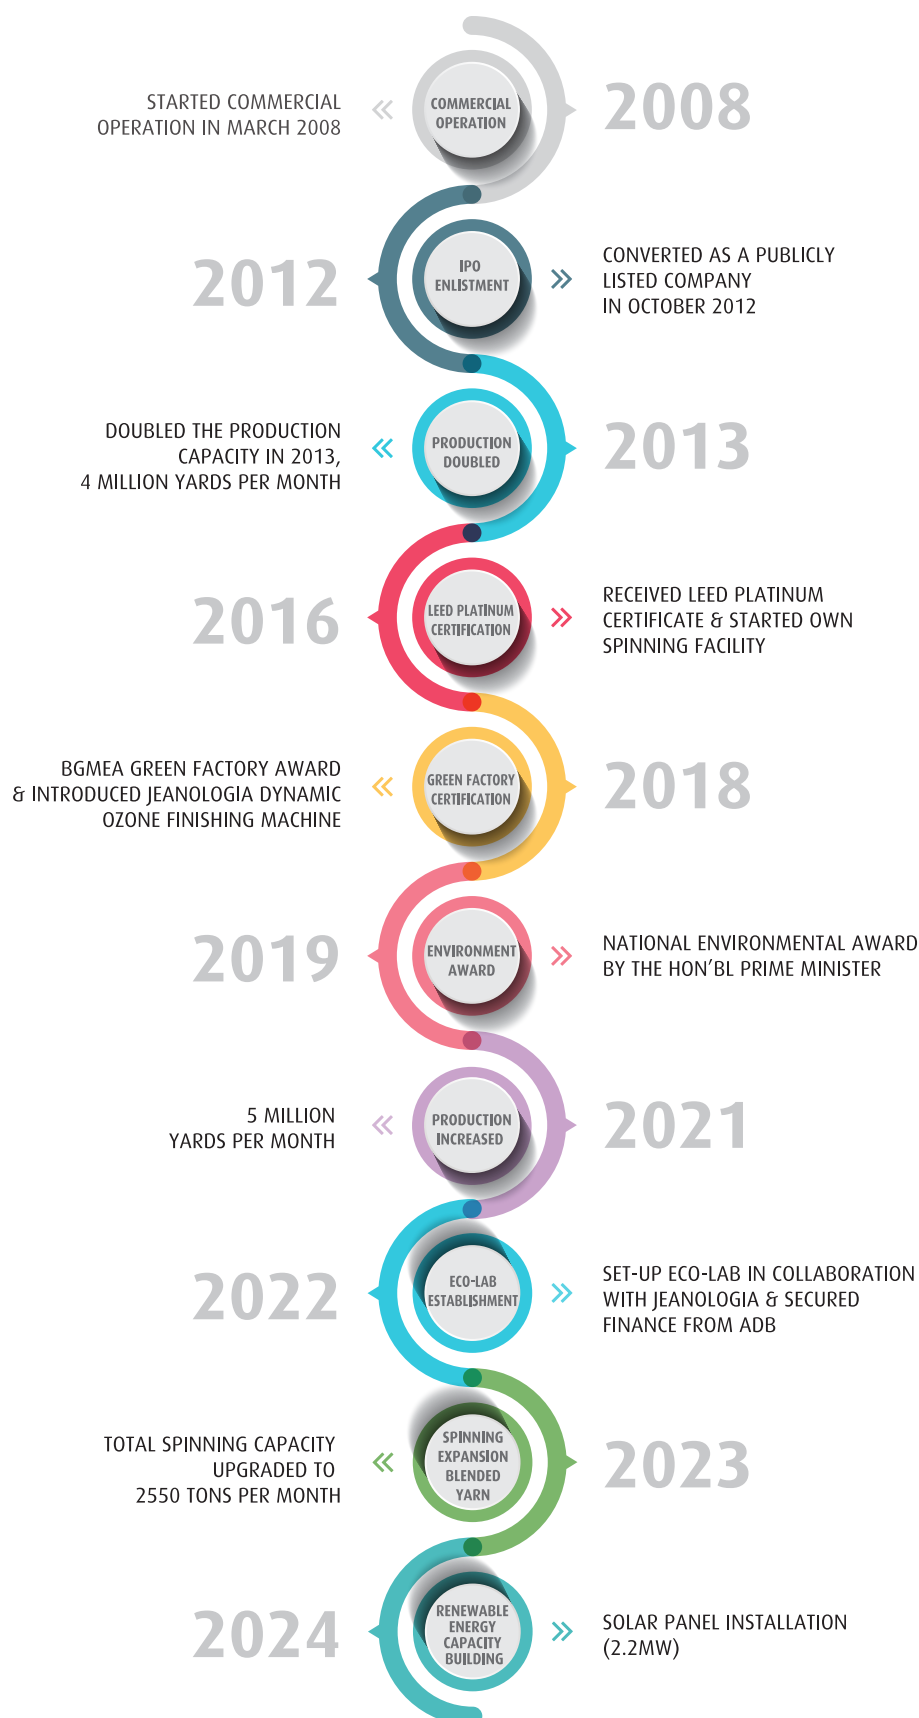 STARTED COMMERCIAL
OPERATION IN MARCH 2008
COMMERCIAL
OPERATION
2008
2012
IPO
ENLISTMENT
CONVERTED AS A PUBLICLY
LISTED COMPANY
IN OCTOBER 2012
DOUBLED THE PRODUCTION
CAPACITY IN 2013,
4 MILLION YARDS PER MONTH
PRODUCTION
DOUBLED
2013
2016
LEED PLATINUM
CERTIFICATION
RECEIVED LEED PLATINUM
CERTIFICATE & STARTED OWN
SPINNING FACILITY
BGMEA GREEN FACTORY AWARD
& INTRODUCED JEANOLOGIA DYNAMIC
OZONE FINISHING MACHINE
GREEN FACTORY
CERTIFICATION
2018
2019
ENVIRONMENT
AWARD
NATIONAL ENVIRONMENTAL AWARD
BY THE HON'BL PRIME MINISTER
5 MILLION
YARDS PER MONTH
PRODUCTION
INCREASED
2021
2022
ECO-LAB
ESTABLISHMENT
SET-UP ECO-LAB IN COLLABORATION
WITH JEANOLOGIA & SECURED
FINANCE FROM ADB
TOTAL SPINNING CAPACITY
UPGRADED TO
2550 TONS PER MONTH
SPINNING
EXPANSION
BLENDED
YARN
2023
2024
RENEWABLE
ENERGY
CAPACITY
BUILDING
SOLAR PANEL INSTALLATION
(2.2MW)